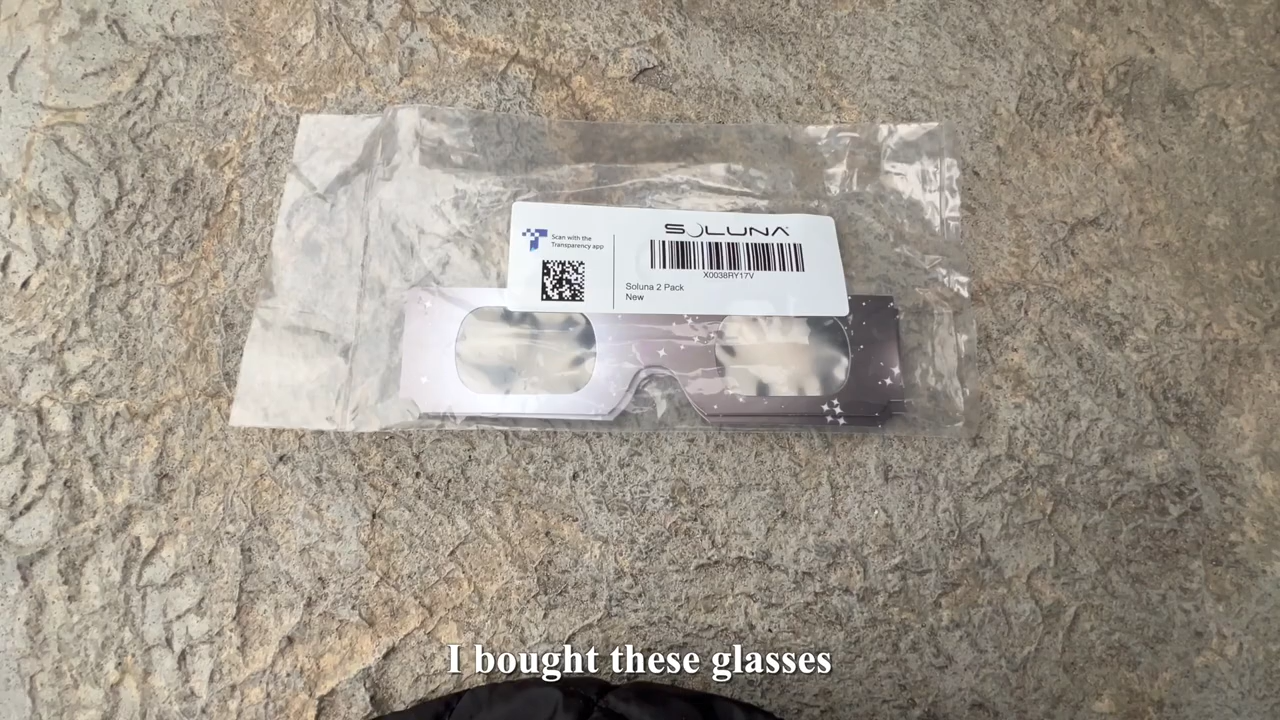 SOLUNA
Scan with the
Transparency app
X0038RY17V
Soluna 2 Pack
New
I bought these glasses